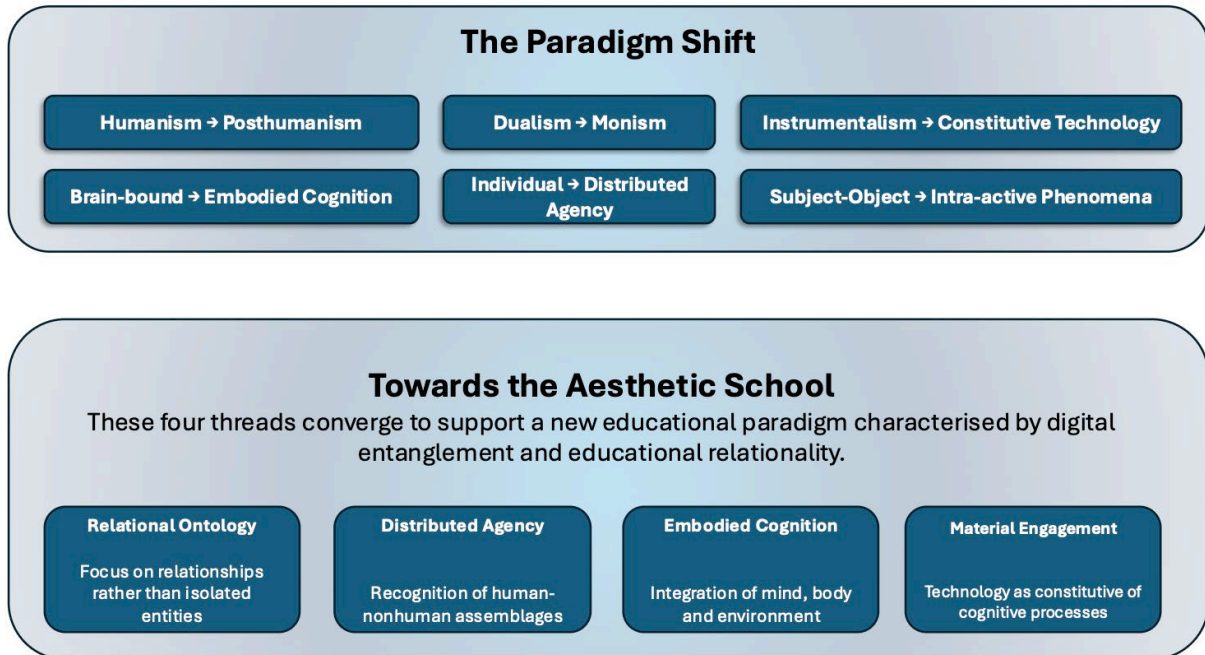 The Paradigm Shift
Humanism → Posthumanism
Dualism → Monism
Instrumentalism → Constitutive Technology
Brain-bound → Embodied Cognition
Individual → Distributed
Agency
Subject-Object → Intra-active Phenomena
Towards the Aesthetic School
These four threads converge to support a new educational paradigm characterised by digital
entanglement and educational relationality.
Relational Ontology
Focus on relationships
rather than isolated
entities
Distributed Agency
Recognition of human-
nonhuman assemblages
Embodied Cognition
Integration of mind, body
and environment
Material Engagement
Technology as constitutive of
cognitive processes